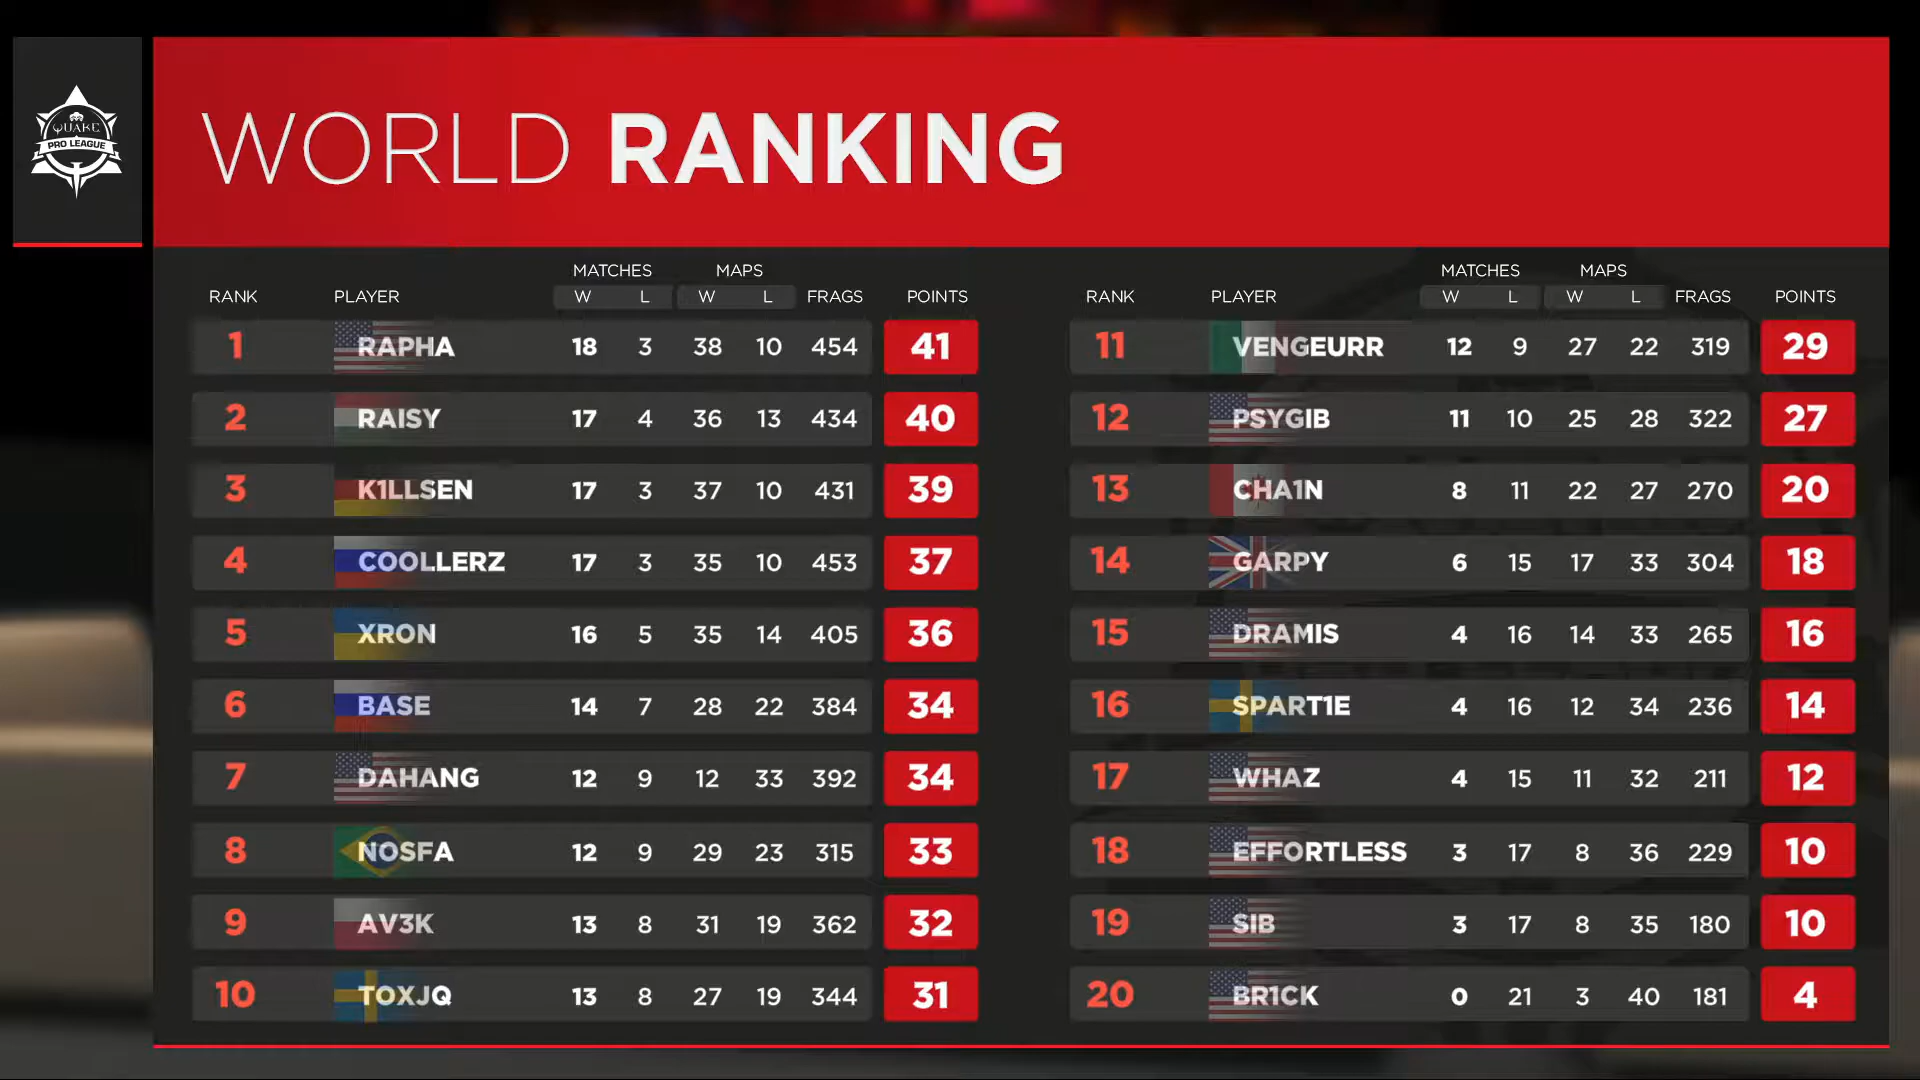 QUAKE
PRO LEAGUE
WORLD RANKING
MATCHES MAPS
RANK PLAYER W L W L FRAGS POINTS
1 RAPHA 18 3 38 10 454 41
2 RAISY 17 4 36 13 434 40
3 K1LLSEN 17 3 37 10 431 39
4 COOLLERZ 17 3 35 10 453 37
5 XRON 16 5 35 14 405 36
6 BASE 14 7 28 22 384 34
7 DAHANG 12 9 12 33 392 34
8 NOSFA 12 9 29 23 315 33
9 AV3K 13 8 31 19 362 32
10 TOXJQ 13 8 27 19 344 31
MATCHES MAPS
RANK PLAYER W L W L FRAGS POINTS
11 VENGEURR 12 9 27 22 319 29
12 PSYGIB 11 10 25 28 322 27
13 CHA1N 8 11 22 27 270 20
14 GARPY 6 15 17 33 304 18
15 DRAMIS 4 16 14 33 265 16
16 SPART1E 4 16 12 34 236 14
17 WHAZ 4 15 11 32 211 12
18 EFFORTLESS 3 17 8 36 229 10
19 SIB 3 17 8 35 180 10
20 BR1CK 0 21 3 40 181 4